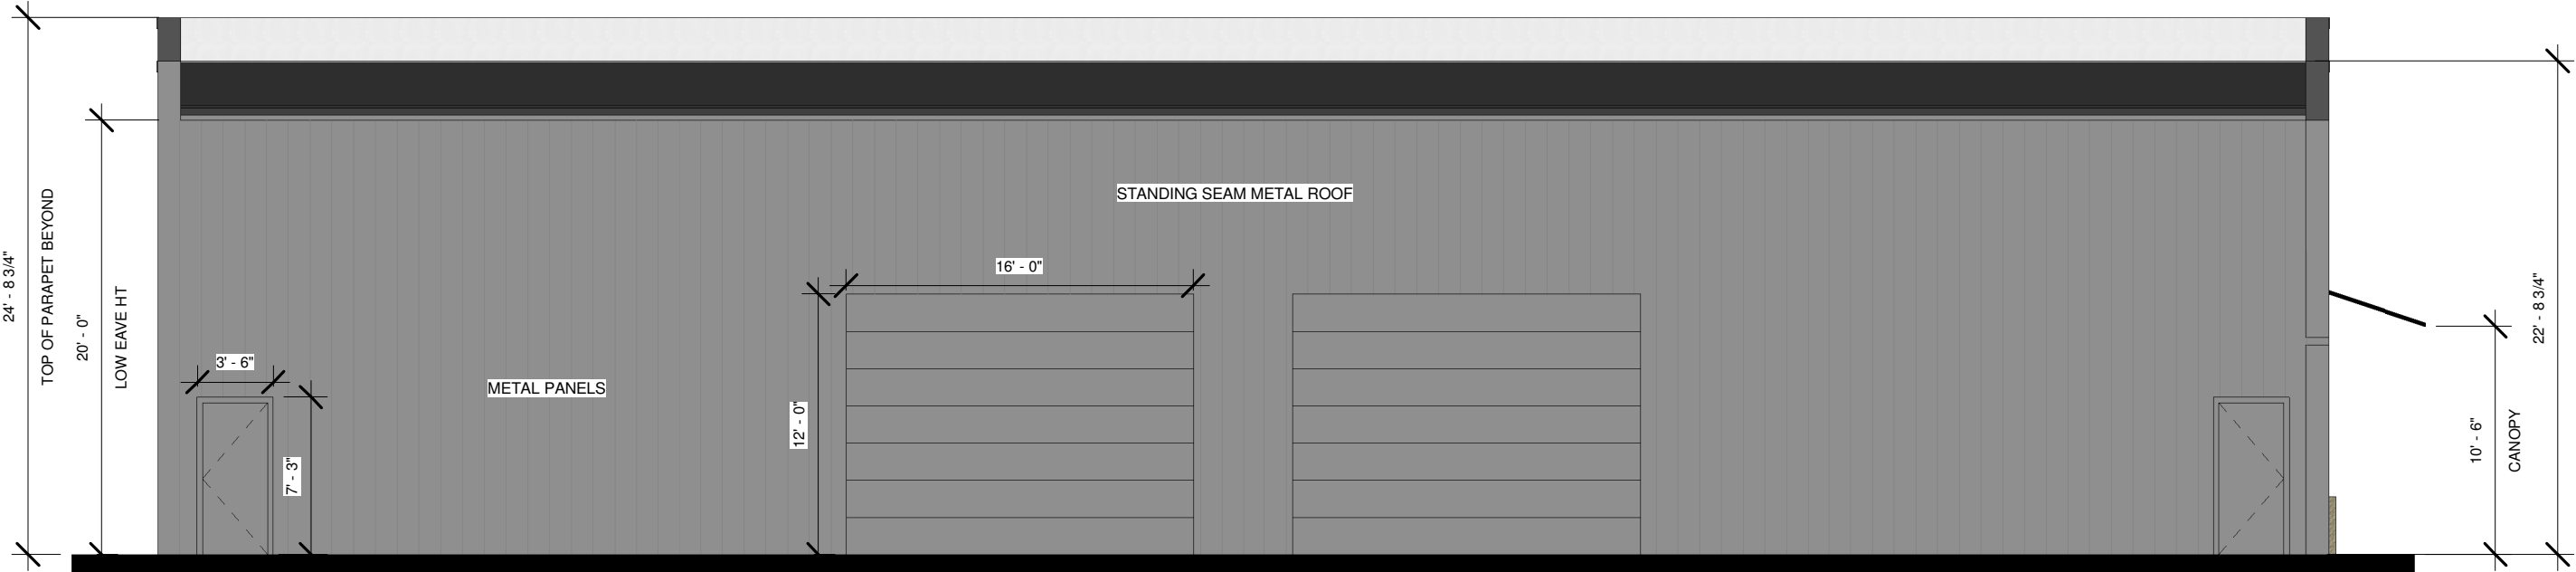 24' - 8 3/4"
TOP OF PARAPET BEYOND
20' - 0"
LOW EAVE HT
3' - 6"
7' - 3"
METAL PANELS
12' - 0"
16' - 0"
STANDING SEAM METAL ROOF
10' - 6"
CANOPY
22' - 8 3/4"